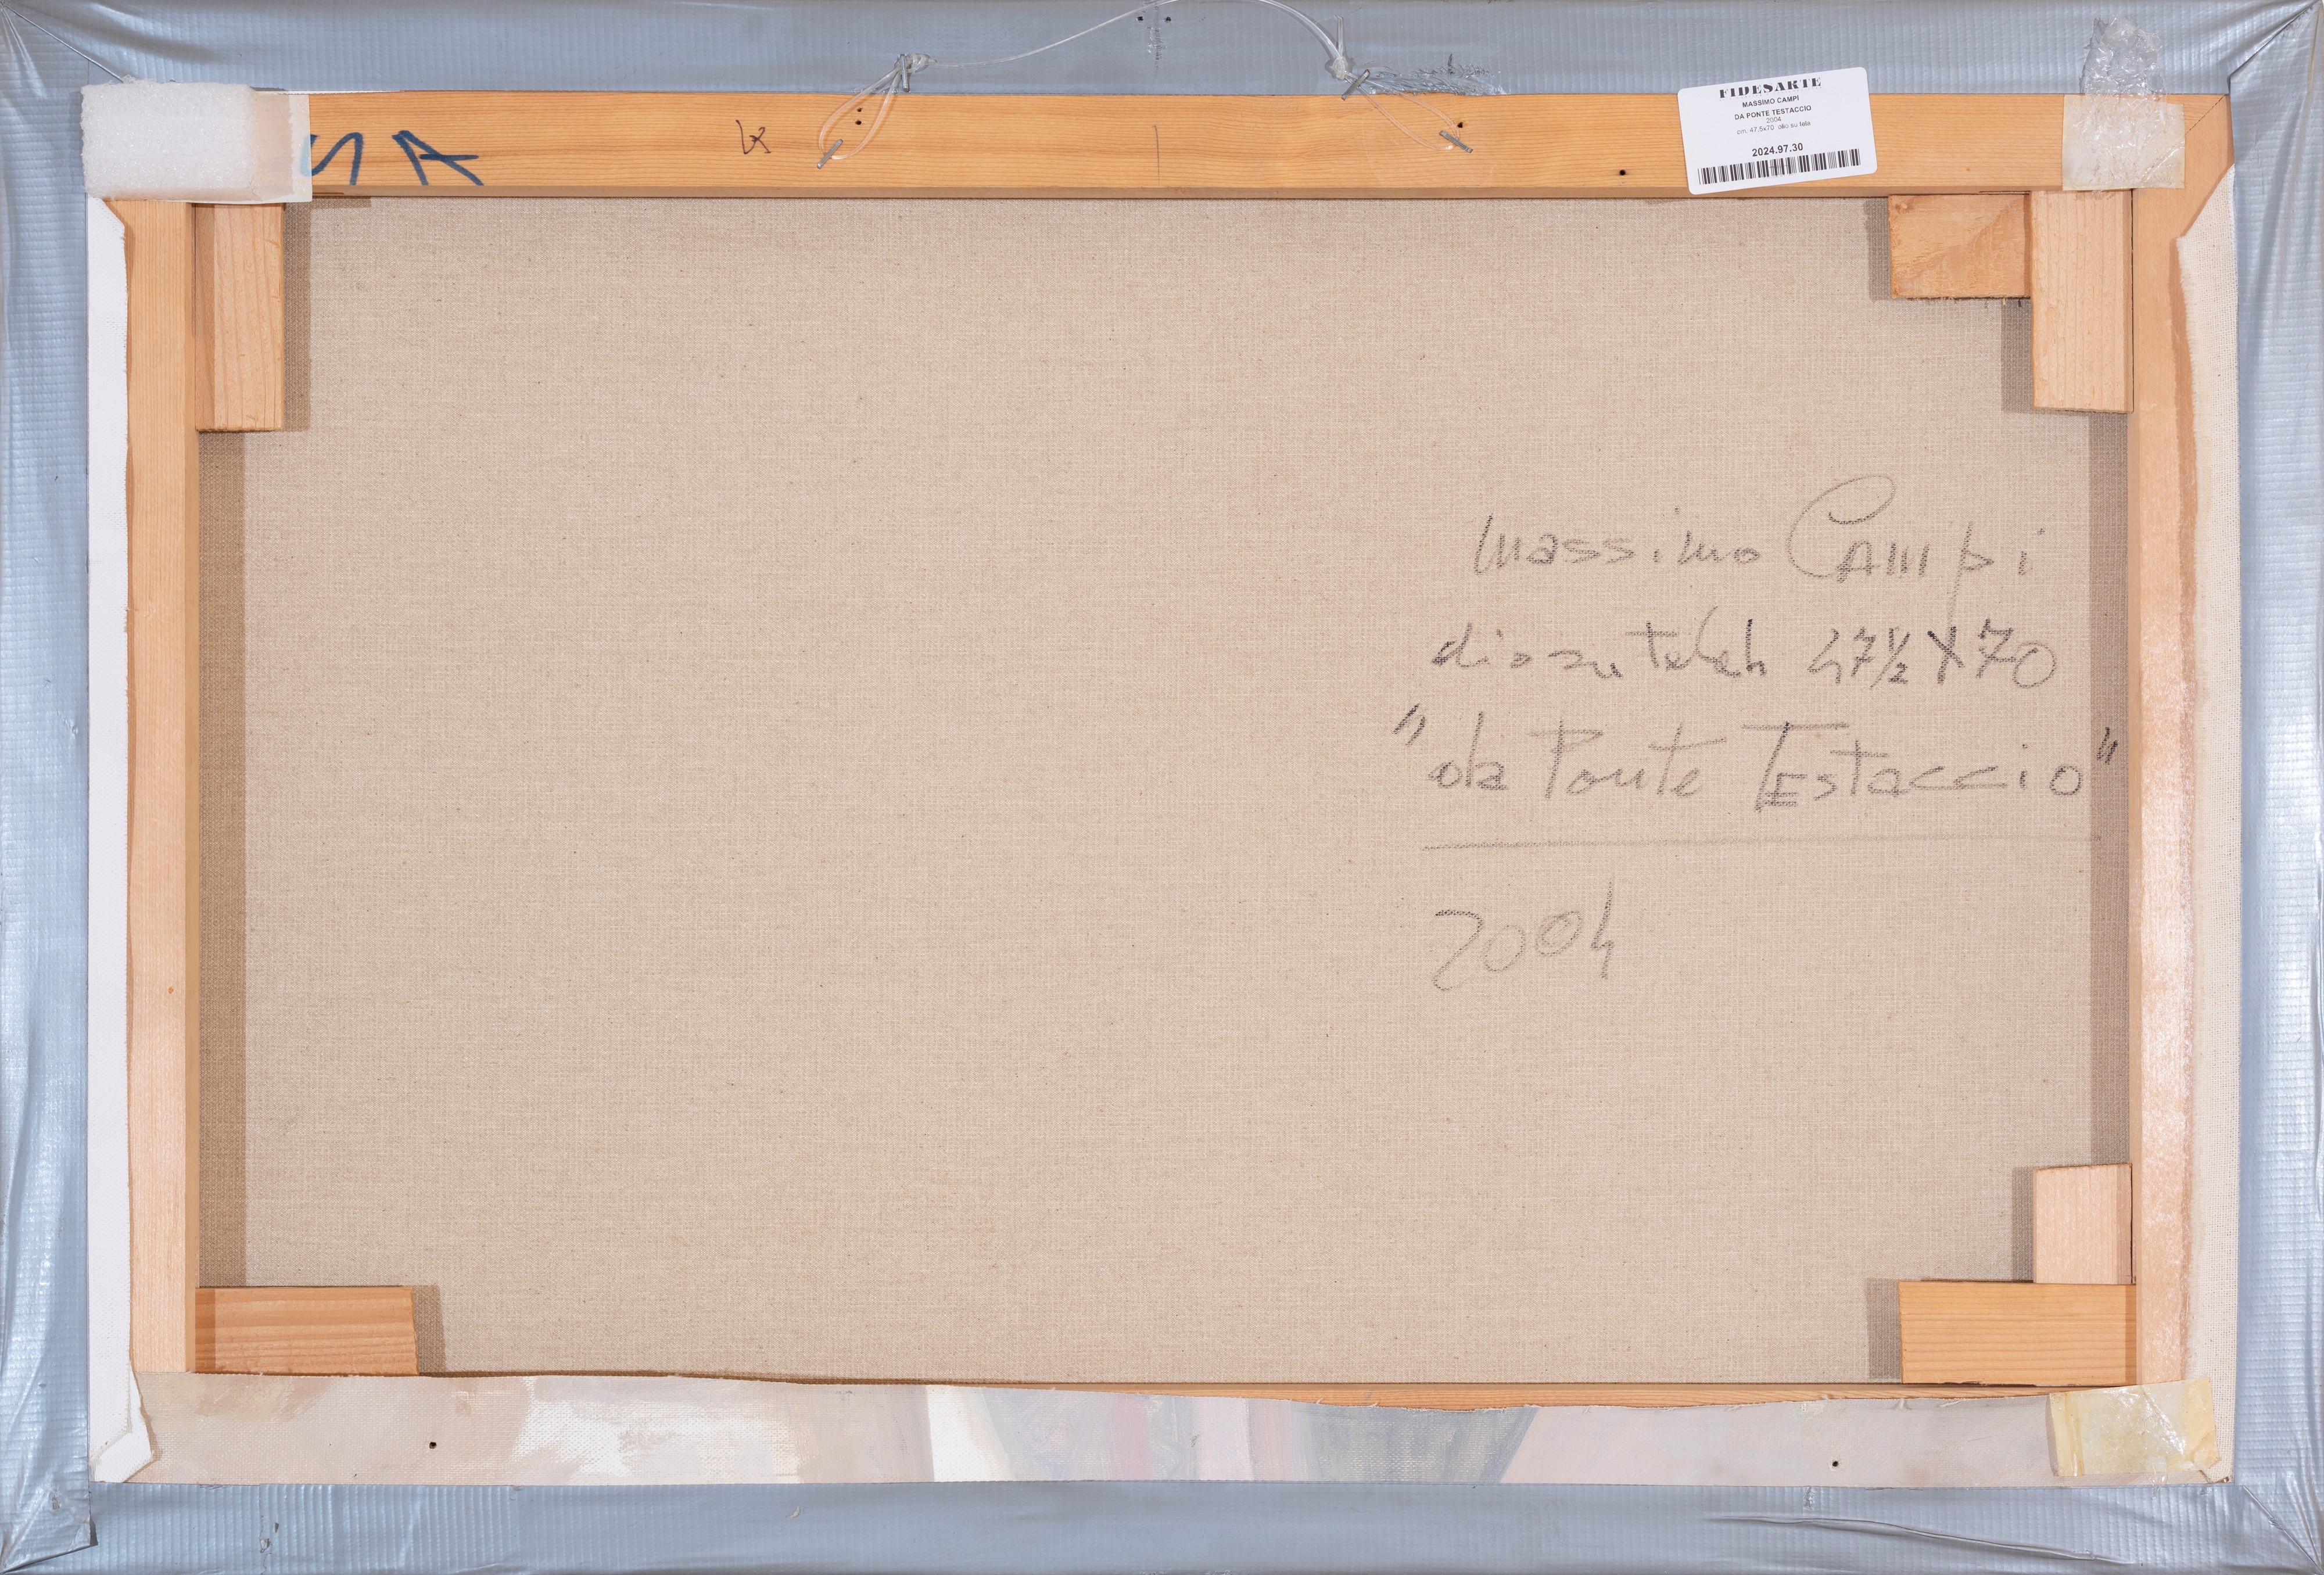 FIDESARTE
MASSIMO CAMPI
DA PONTE TESTACCIO
2004
cm. 47,5x70 olio su tela
2024.97.30
SA
Massimo Campi
olio su tela 47½ X 70
"da Ponte Testaccio"
2004